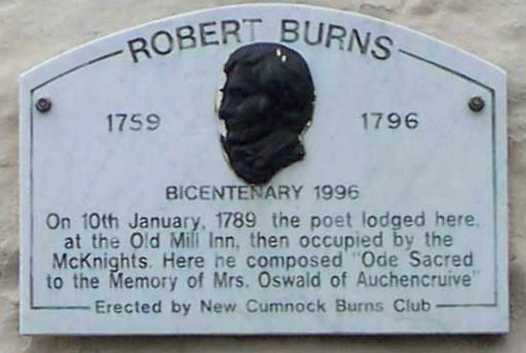 ROBERT BURNS
1759 1796
BICENTENARY 1996
On 10th January, 1789 the poet lodged here,
at the Old Mill Inn, then occupied by the
McKnights. Here he composed "Ode Sacred
to the Memory of Mrs. Oswald of Auchencruive"
Erected by New Cumnock Burns Club